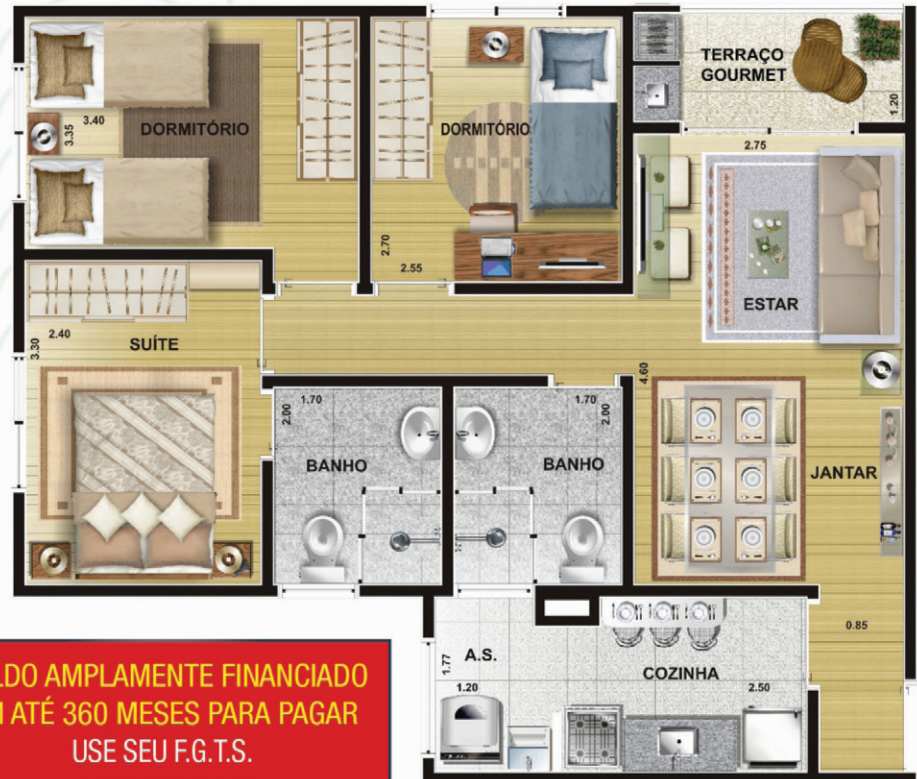 DORMITÓRIO
3.40
3.35
DORMITÓRIO
2.70
2.55
TERRAÇO
GOURMET
1.20
2.75
ESTAR
SUÍTE
2.40
3.30
4.60
BANHO
1.70
2.00
BANHO
1.70
2.00
JANTAR
0.85
A.S.
1.77
1.20
COZINHA
2.50
LDO AMPLAMENTE FINANCIADO
ATÉ 360 MESES PARA PAGAR
USE SEU F.G.T.S.